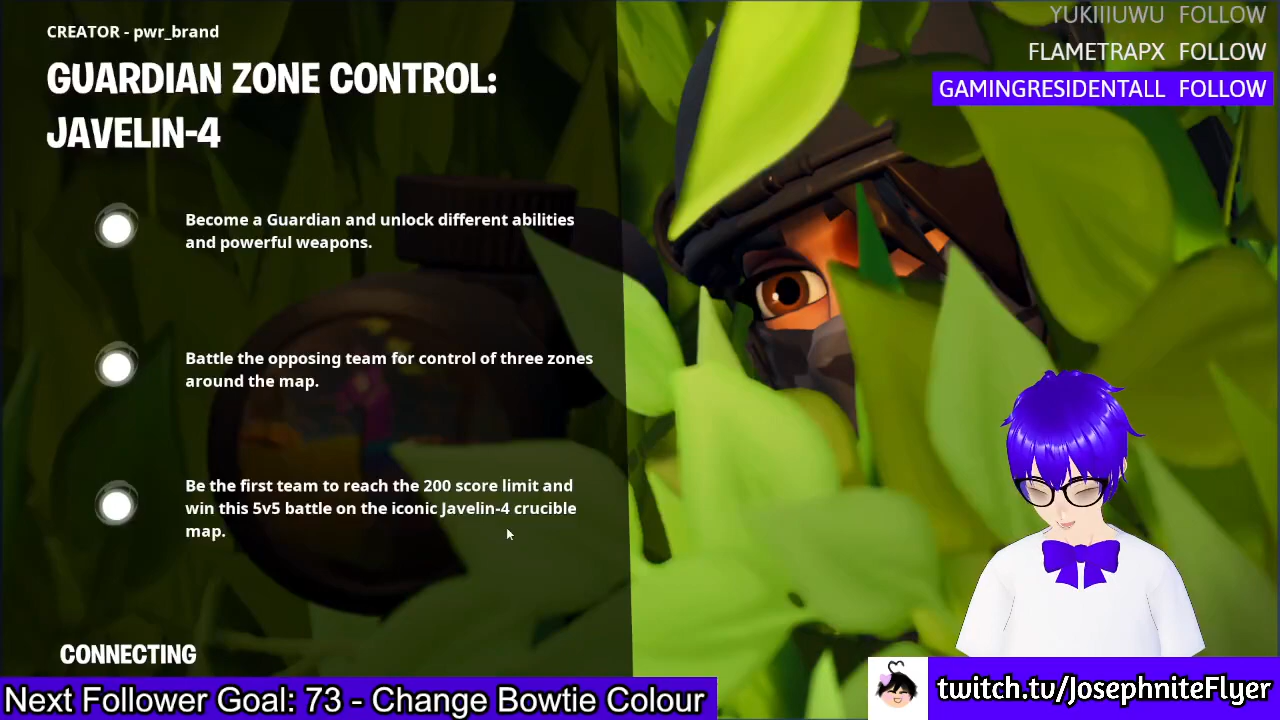 CREATOR - pwr_brand
GUARDIAN ZONE CONTROL:
JAVELIN-4
Become a Guardian and unlock different abilities
and powerful weapons.
Battle the opposing team for control of three zones
around the map.
Be the first team to reach the 200 score limit and
win this 5v5 battle on the iconic Javelin-4 crucible
map.
CONNECTING
YUKIIIUWU FOLLOW
FLAMETRAPX FOLLOW
GAMINGRESIDENTALL FOLLOW
Next Follower Goal: 73 - Change Bowtie Colour
twitch.tv/JosephniteFlyer